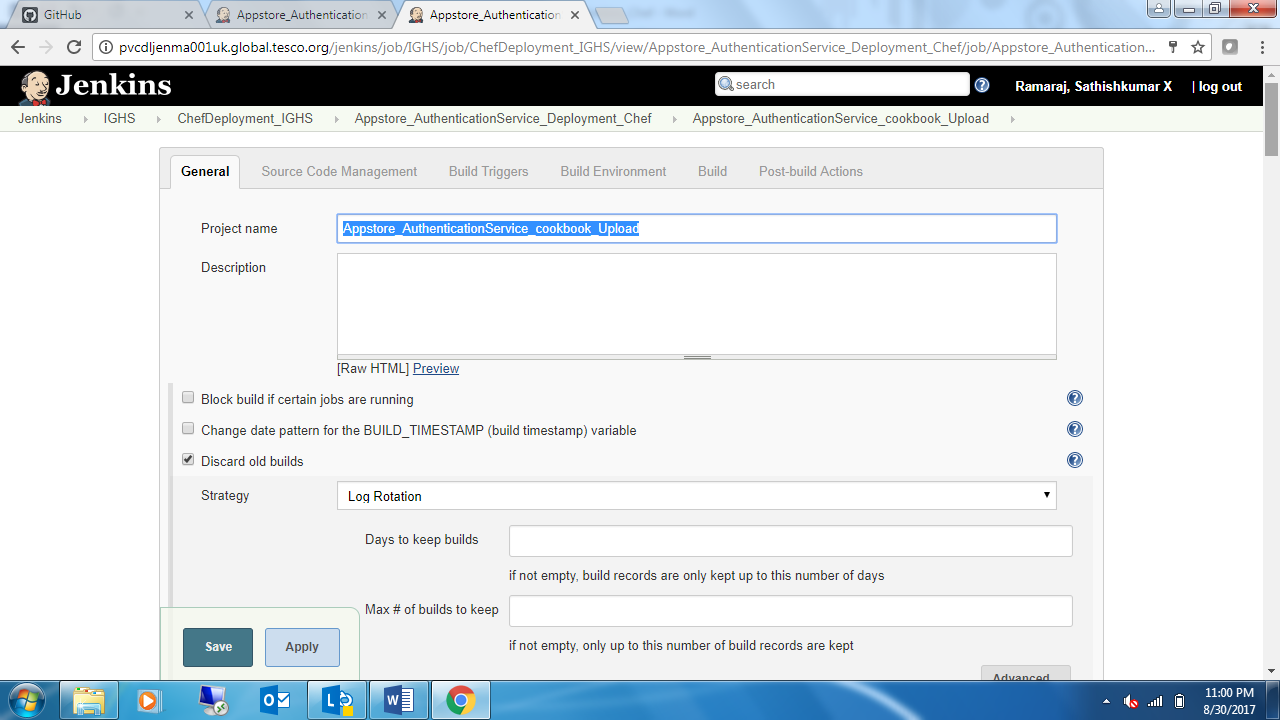 GitHub
Appstore_Authentication
Appstore_Authentication
pvcdljenma001uk.global.tesco.org/jenkins/job/IGHS/job/ChefDeployment_IGHS/view/Appstore_AuthenticationService_Deployment_Chef/job/Appstore_Authentication...
Jenkins
search
Ramaraj, Sathishkumar X
| log out
Jenkins
IGHS
ChefDeployment_IGHS
Appstore_AuthenticationService_Deployment_Chef
Appstore_AuthenticationService_cookbook_Upload
General
Source Code Management
Build Triggers
Build Environment
Build
Post-build Actions
Project name
Appstore_AuthenticationService_cookbook_Upload
Description
[Raw HTML] Preview
Block build if certain jobs are running
Change date pattern for the BUILD_TIMESTAMP (build timestamp) variable
Discard old builds
Strategy
Log Rotation
Days to keep builds
if not empty, build records are only kept up to this number of days
Max # of builds to keep
if not empty, only up to this number of build records are kept
Save
Apply
Advanced...
11:00 PM
8/30/2017